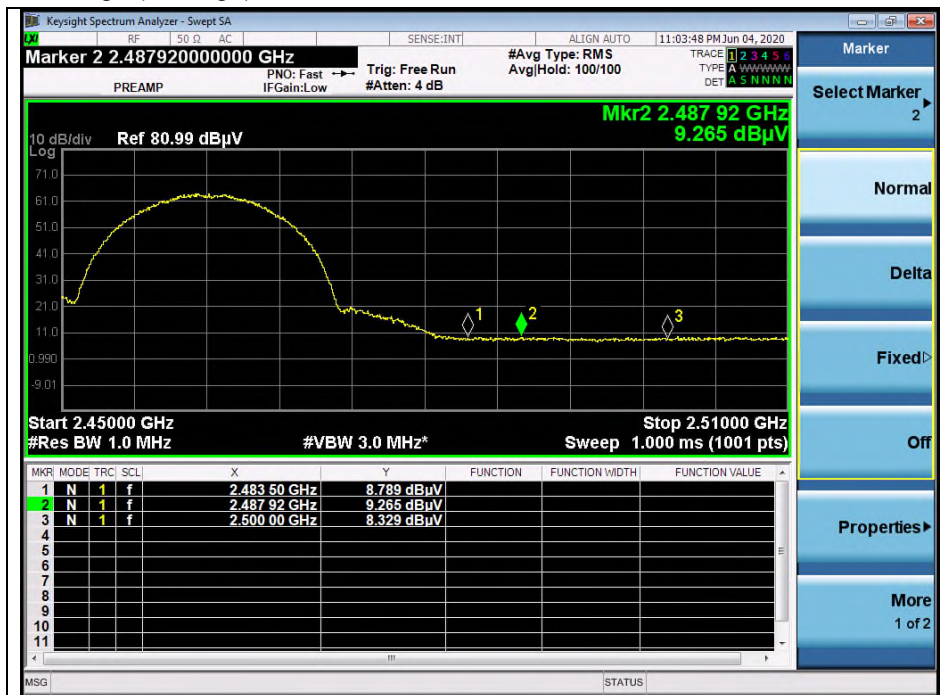 Keysight Spectrum Analyzer - Swept SA
LXI RF 50 Ω AC SENSE:INT ALIGN AUTO 11:03:48 PM Jun 04, 2020
Marker 2 2.487920000000 GHz
PREAMP
PNO: Fast
IFGain:Low
Trig: Free Run
#Atten: 4 dB
#Avg Type: RMS
Avg|Hold: 100/100
TRACE 1 2 3 4 5 6
TYPE A WWWWW
DET A S N N N N
Mkr2 2.487 92 GHz
9.265 dBµV
10 dB/div Ref 80.99 dBµV
Log
71.0
61.0
51.0
41.0
31.0
21.0
11.0
0.990
-9.01
1 2 3
Start 2.45000 GHz Stop 2.51000 GHz
#Res BW 1.0 MHz #VBW 3.0 MHz* Sweep 1.000 ms (1001 pts)
MKR MODE TRC SCL X Y FUNCTION FUNCTION WIDTH FUNCTION VALUE
1 N 1 f 2.483 50 GHz 8.789 dBµV
2 N 1 f 2.487 92 GHz 9.265 dBµV
3 N 1 f 2.500 00 GHz 8.329 dBµV
4
5
6
7
8
9
10
11
MSG STATUS
Marker
Select Marker
2
Normal
Delta
Fixed
Off
Properties
More
1 of 2